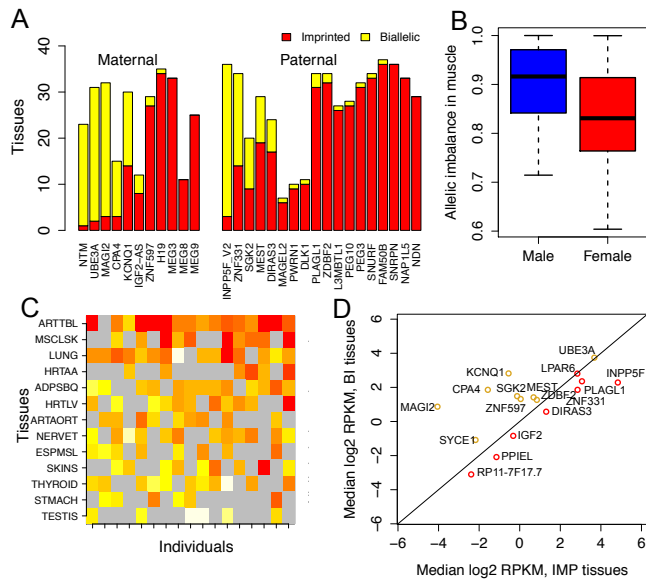 A
Imprinted
Biallelic
Maternal
Paternal
Tissues
40
30
20
10
0
NTM
UBE3A
MAGI2
CPA4
KCNQ1
IGF2-AS
ZNF597
H19
MEG3
MEG8
MEG9
INPP5F_V2
ZNF331
SGK2
MEST
DIRAS3
MAGEL2
PWRN1
DLK1
PLAGL1
ZDBF2
L3MBTL1
PEG10
PEG3
SNURF
FAM50B
SNRPN
NAP1L5
NDN
B
Allelic imbalance in muscle
1.0
0.9
0.8
0.7
0.6
Male
Female
C
Tissues
ARTTBL
MSCLSK
LUNG
HRTAA
ADPSBQ
HRTLV
ARTAORT
NERVET
ESPMSL
SKINS
THYROID
STMACH
TESTIS
Individuals
D
Median log2 RPKM, BI tissues
6
4
2
0
−2
−4
−6
UBE3A
KCNQ1
LPAR6
INPP5F
CPA4
SGK2
MEST
PLAGL1
MAGI2
ZDBF2
ZNF331
ZNF597
DIRAS3
SYCE1
IGF2
PPIEL
RP11-7F17.7
−6
−4
−2
0
2
4
6
Median log2 RPKM, IMP tissues